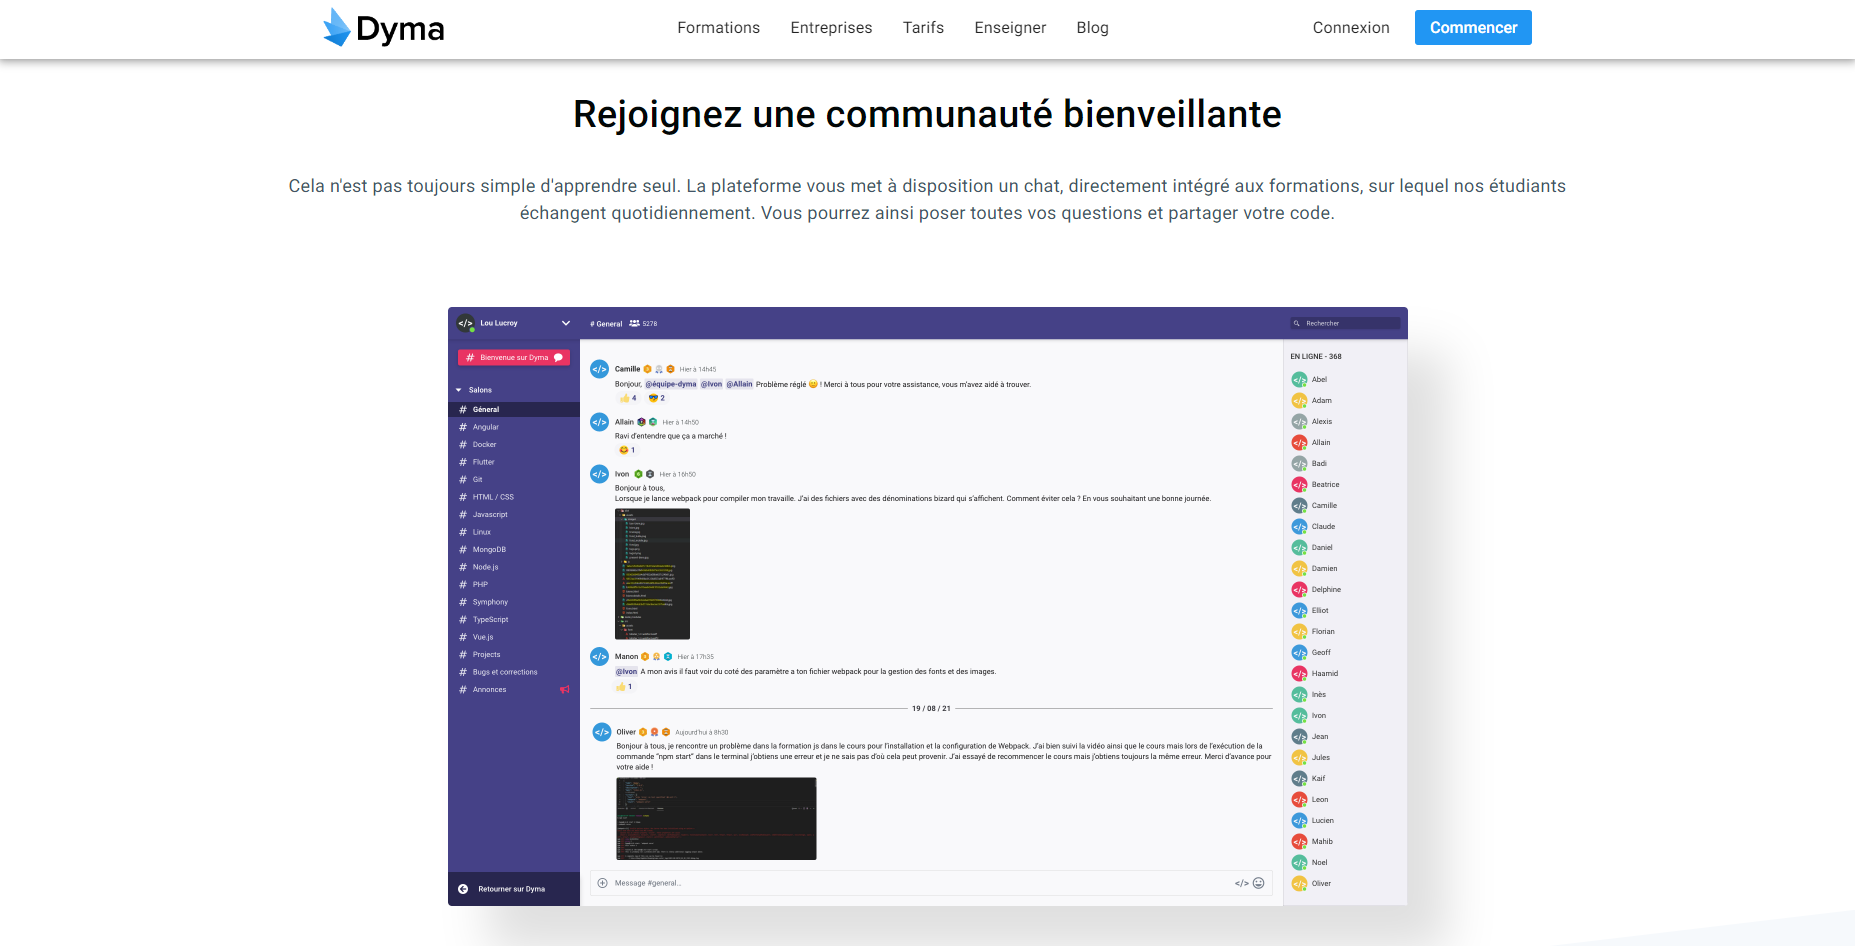 Dyma
Formations Entreprises Tarifs Enseigner Blog
Connexion Commencer
Rejoignez une communauté bienveillante
Cela n'est pas toujours simple d'apprendre seul. La plateforme vous met à disposition un chat, directement intégré aux formations, sur lequel nos étudiants
échangent quotidiennement. Vous pourrez ainsi poser toutes vos questions et partager votre code.
</> Lou Lucroy
# General 5278
Rechercher
# Bienvenue sur Dyma
Salons
# Géneral
# Angular
# Docker
# Flutter
# Git
# HTML / CSS
# Javascript
# Linux
# MongoDB
# Node.js
# PHP
# Symphony
# TypeScript
# Vue.js
# Projects
# Bugs et corrections
# Annonces
Retourner sur Dyma
Camille Hier à 14h45
Bonjour, @équipe-dyma @Ivon @Allain Problème réglé ! Merci à tous pour votre assistance, vous m'avez aidé à trouver.
4 2
Allain Hier à 14h50
Ravi d'entendre que ça a marché !
1
Ivon Hier à 16h50
Bonjour à tous,
Lorsque je lance webpack pour compiler mon travaille. J'ai des fichiers avec des dénominations bizard qui s'affichent. Comment éviter cela ? En vous souhaitant une bonne journée.
Manon Hier à 17h35
@Ivon A mon avis il faut voir du coté des paramètre a ton fichier webpack pour la gestion des fonts et des images.
1
19 / 08 / 21
Oliver Aujourd'hui à 8h30
Bonjour à tous, je rencontre un problème dans la formation js dans le cours pour l'installation et la configuration de Webpack. J'ai bien suivi la vidéo ainsi que le cours mais lors de l'exécution de la
commande "npm start" dans le terminal j'obtiens une erreur et je ne sais pas d'où cela peut provenir. J'ai essayé de recommencer le cours mais j'obtiens toujours la même erreur. Merci d'avance pour
votre aide !
Message #general...
</>
EN LIGNE - 368
Abel
Adam
Alexis
Allain
Badi
Beatrice
Camille
Claude
Daniel
Damien
Delphine
Elliot
Florian
Geoff
Haamid
Inès
Ivon
Jean
Jules
Kaif
Leon
Lucien
Mahib
Noel
Oliver